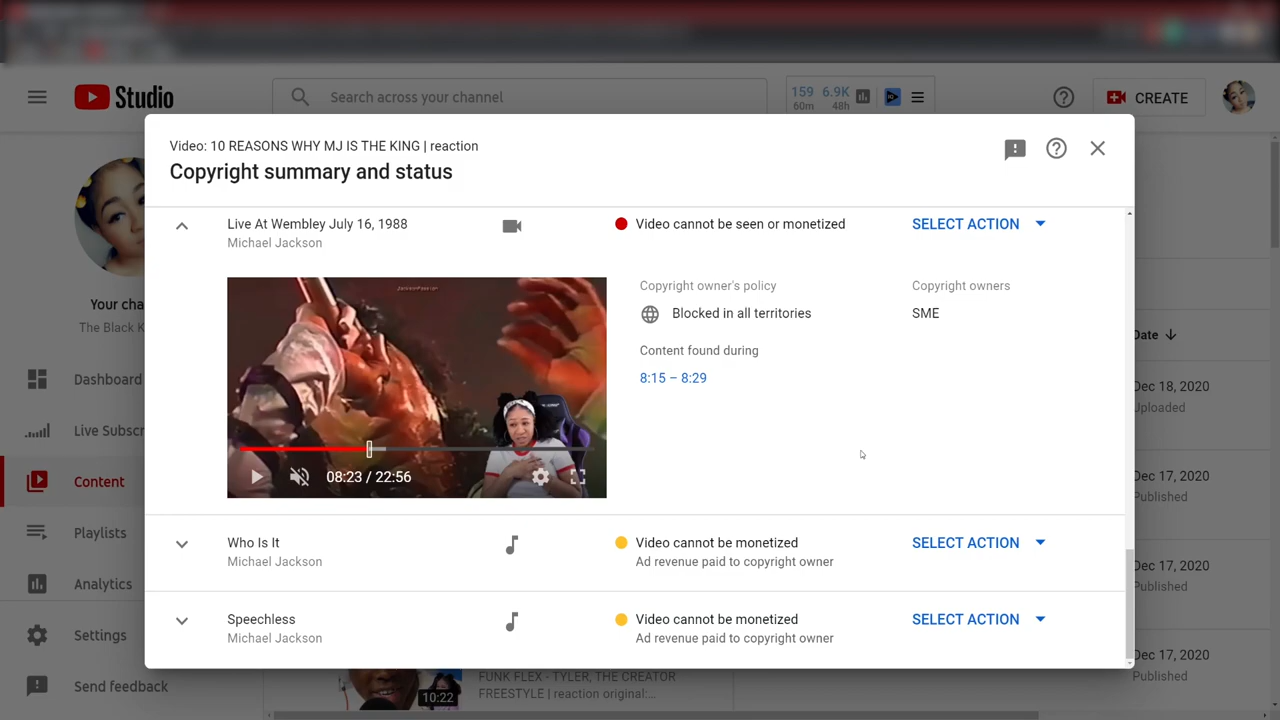 Studio
Search across your channel
159 6.9K
60m 48h
CREATE
Video: 10 REASONS WHY MJ IS THE KING | reaction
Copyright summary and status
Live At Wembley July 16, 1988
Michael Jackson
Video cannot be seen or monetized
SELECT ACTION
Copyright owner's policy
Copyright owners
Blocked in all territories
SME
Content found during
8:15 – 8:29
08:23 / 22:56
Who Is It
Michael Jackson
Video cannot be monetized
Ad revenue paid to copyright owner
SELECT ACTION
Speechless
Michael Jackson
Video cannot be monetized
Ad revenue paid to copyright owner
SELECT ACTION
Your cha
The Black K
Dashboard
Live Subscr
Content
Playlists
Analytics
Settings
Send feedback
Date
Dec 18, 2020
Uploaded
Dec 17, 2020
Published
Dec 17, 2020
Published
Dec 17, 2020
Published
10:22
FUNK FLEX - TYLER, THE CREATOR
FREESTYLE | reaction original:...